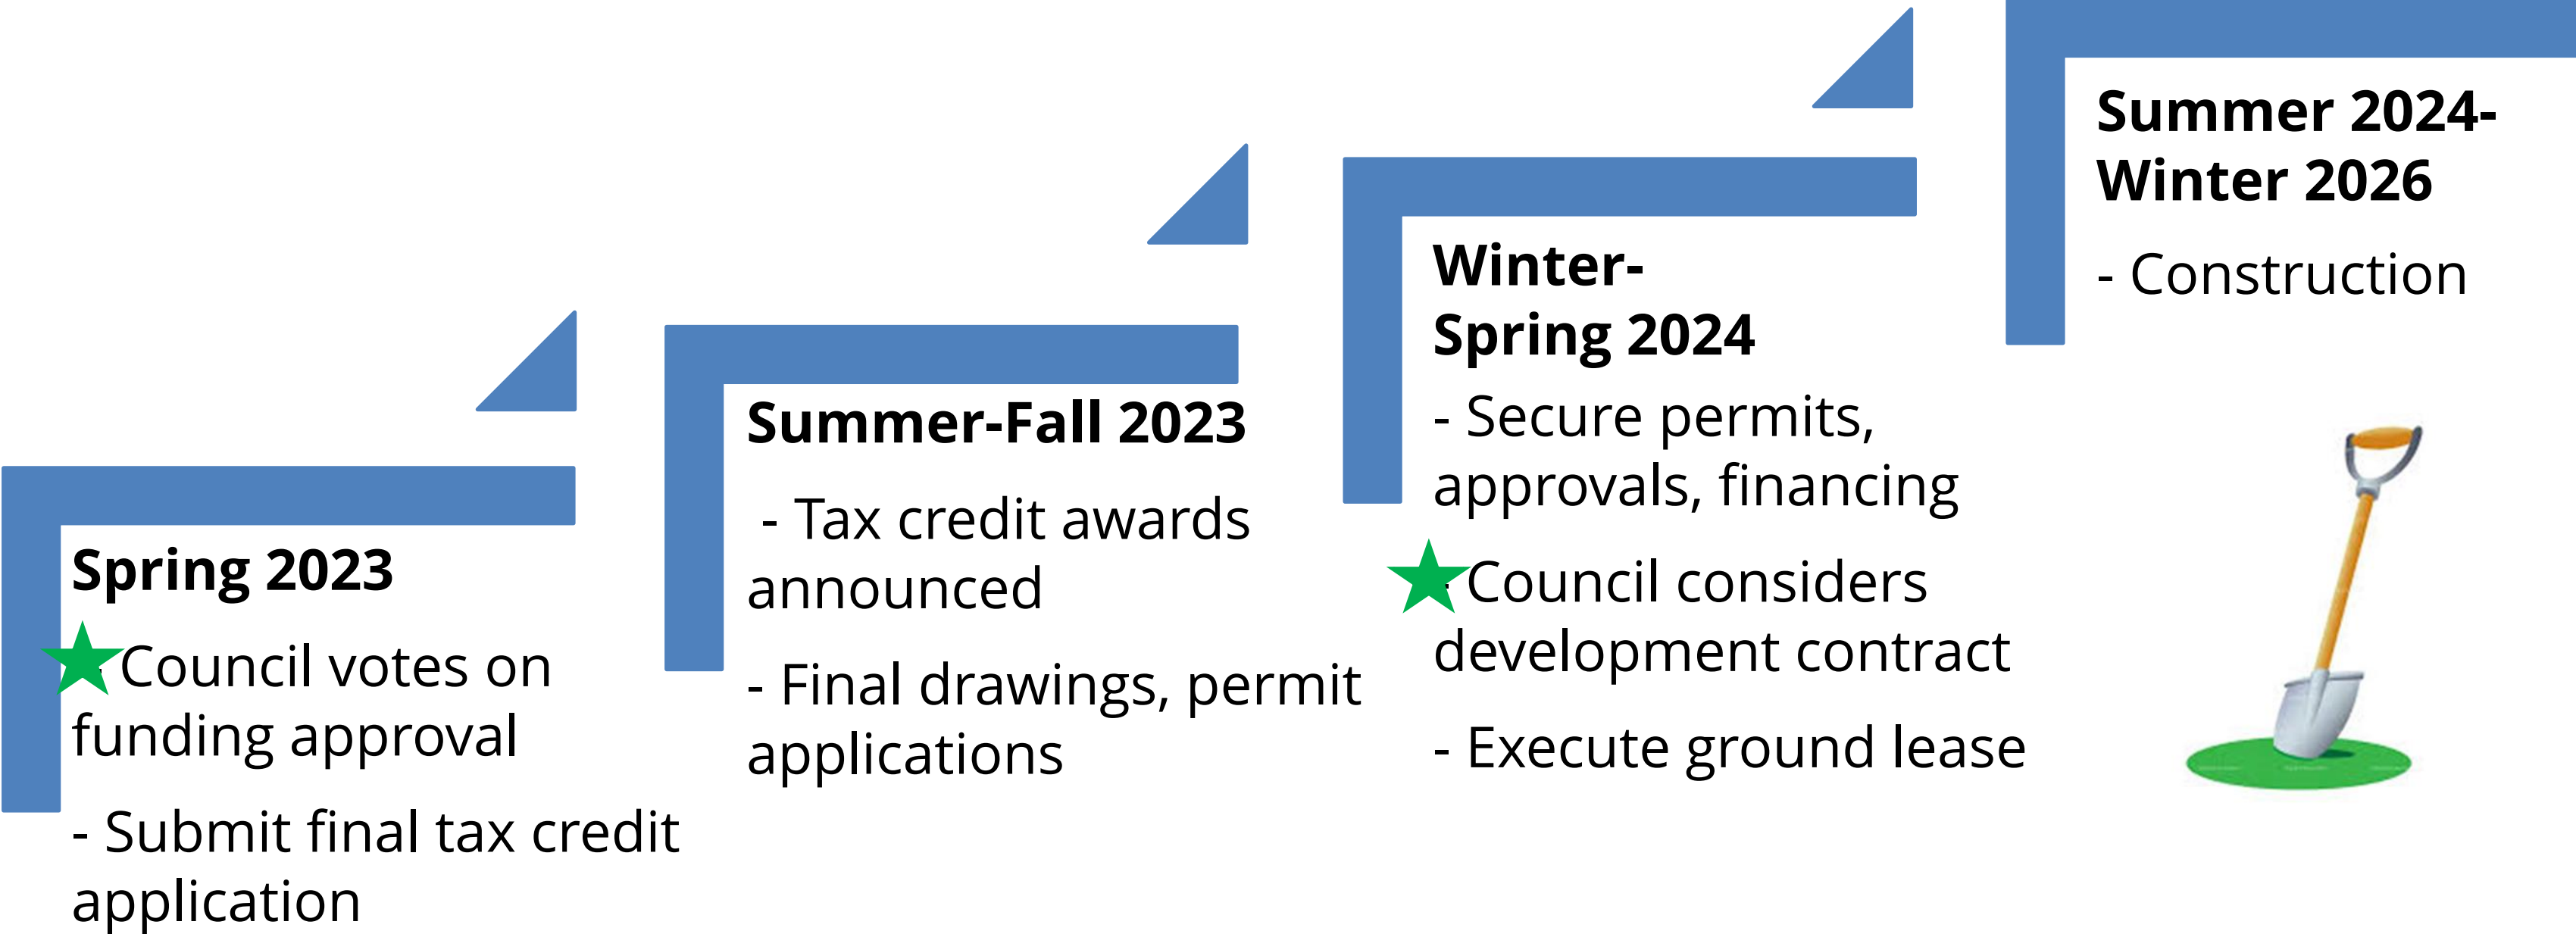 Spring 2023
- Council votes on
funding approval
- Submit final tax credit
application
Summer-Fall 2023
- Tax credit awards
announced
- Final drawings, permit
applications
Winter-
Spring 2024
- Secure permits,
approvals, financing
- Council considers
development contract
- Execute ground lease
Summer 2024-
Winter 2026
- Construction